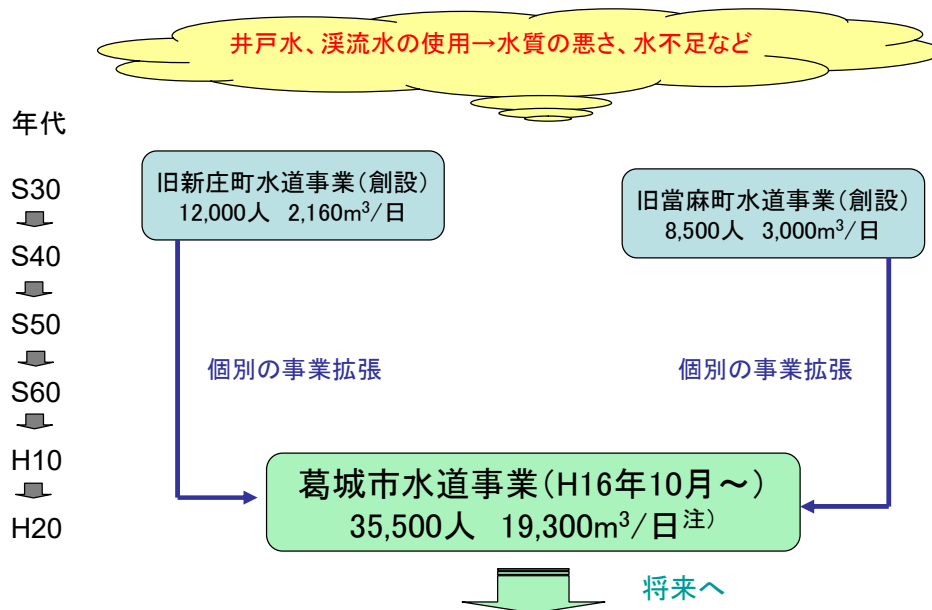 井戸水、渓流水の使用→水質の悪さ、水不足など
年代
S30
S40
S50
S60
H10
H20
旧新庄町水道事業(創設)
12,000人 2,160m³/日
旧當麻町水道事業(創設)
8,500人 3,000m³/日
個別の事業拡張
個別の事業拡張
葛城市水道事業(H16年10月～)
35,500人 19,300m³/日注)
将来へ